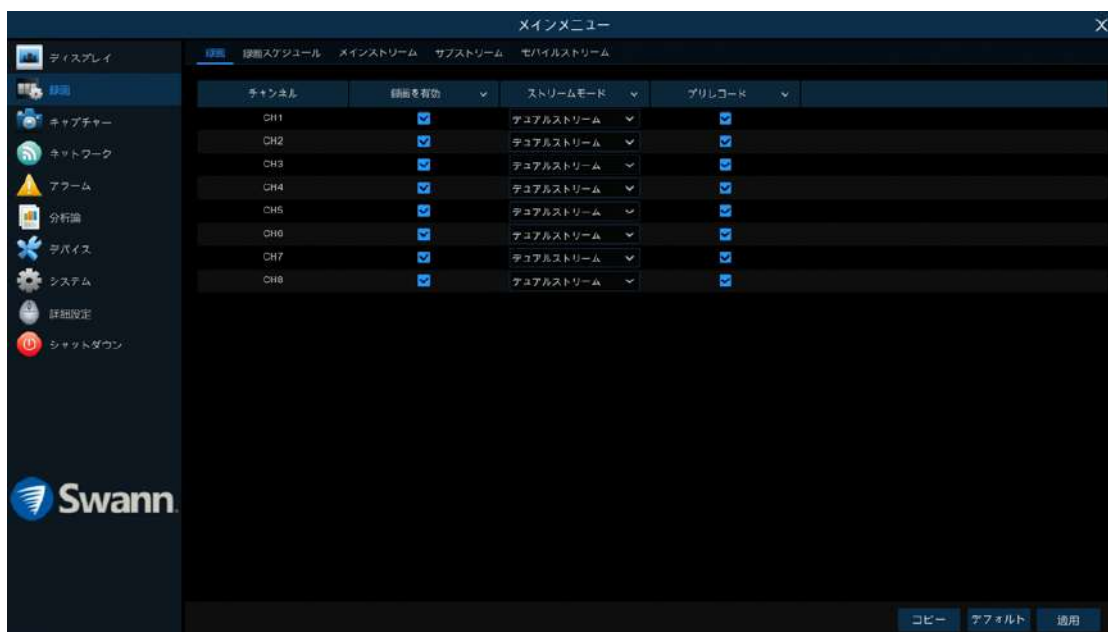 メインメニュー
X
ディスプレイ
録画
キャプチャー
ネットワーク
アラーム
分析論
デバイス
システム
詳細設定
シャットダウン
Swann
録画 録画スケジュール メインストリーム サブストリーム モバイルストリーム
チャンネル 録画を有効 ストリームモード プリレコード
CH1 デュアルストリーム
CH2 デュアルストリーム
CH3 デュアルストリーム
CH4 デュアルストリーム
CH5 デュアルストリーム
CH6 デュアルストリーム
CH7 デュアルストリーム
CH8 デュアルストリーム
コピー デフォルト 適用